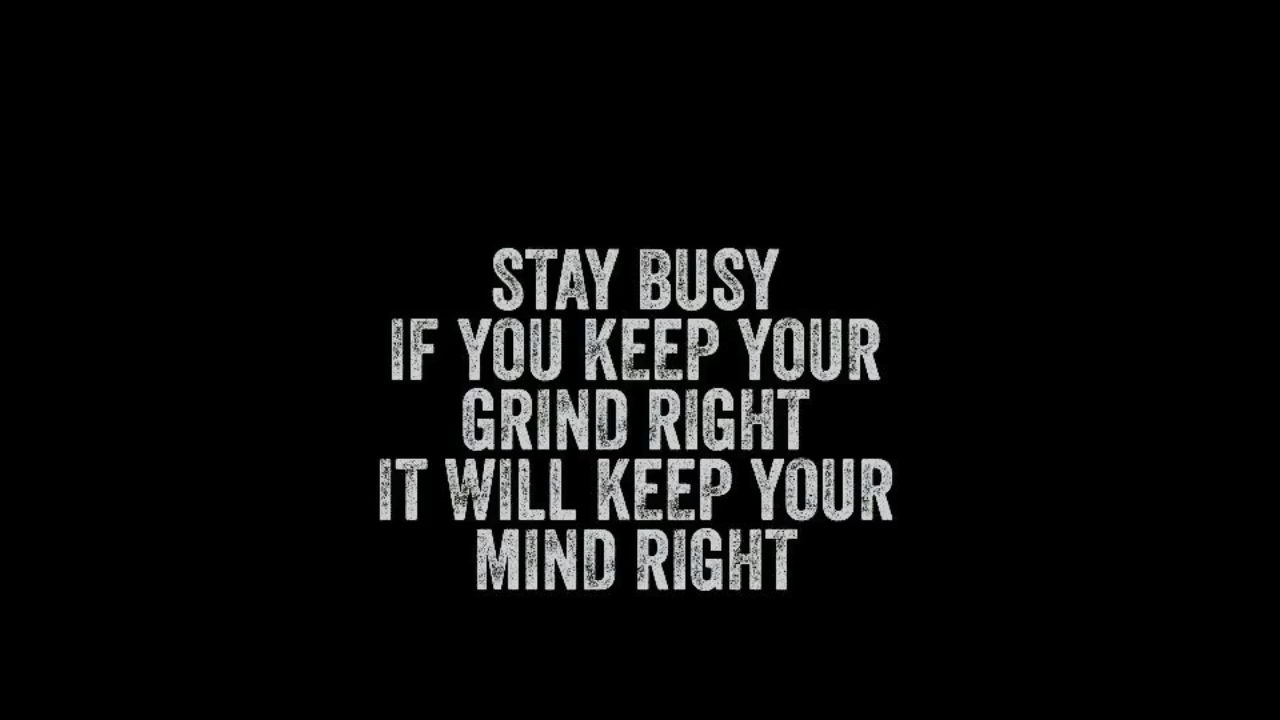 STAY BUSY
IF YOU KEEP YOUR
GRIND RIGHT
IT WILL KEEP YOUR
MIND RIGHT